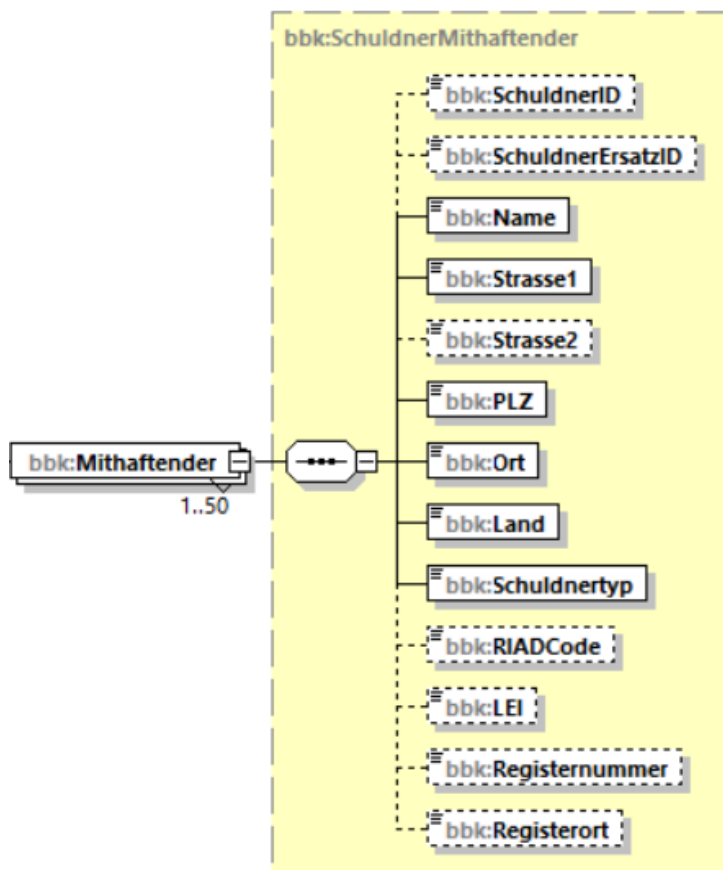 bbk:SchuldnerMithaftender
bbk:SchuldnerID
bbk:SchuldnerErsatzID
bbk:Name
bbk:Strasse1
bbk:Strasse2
bbk:PLZ
bbk:Mithaftender
bbk:Ort
1..50
bbk:Land
bbk:Schuldnertyp
bbk:RIADCode
bbk:LEI
bbk:Registernummer
bbk:Registerort